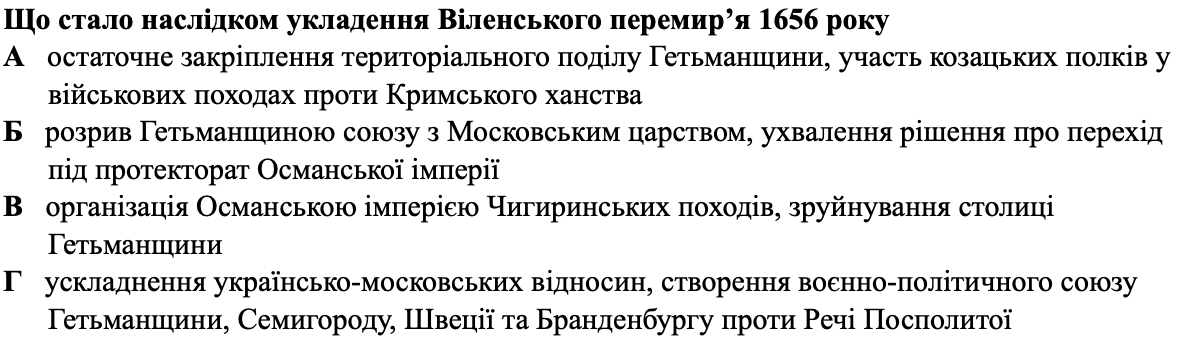 Що стало наслідком укладення Віленського перемир’я 1656 року
А остаточне закріплення територіального поділу Гетьманщини, участь козацьких полків у
військових походах проти Кримського ханства
Б розрив Гетьманщиною союзу з Московським царством, ухвалення рішення про перехід
під протекторат Османської імперії
В організація Османською імперією Чигиринських походів, зруйнування столиці
Гетьманщини
Г ускладнення українсько-московських відносин, створення воєнно-політичного союзу
Гетьманщини, Семигороду, Швеції та Бранденбургу проти Речі Посполитої